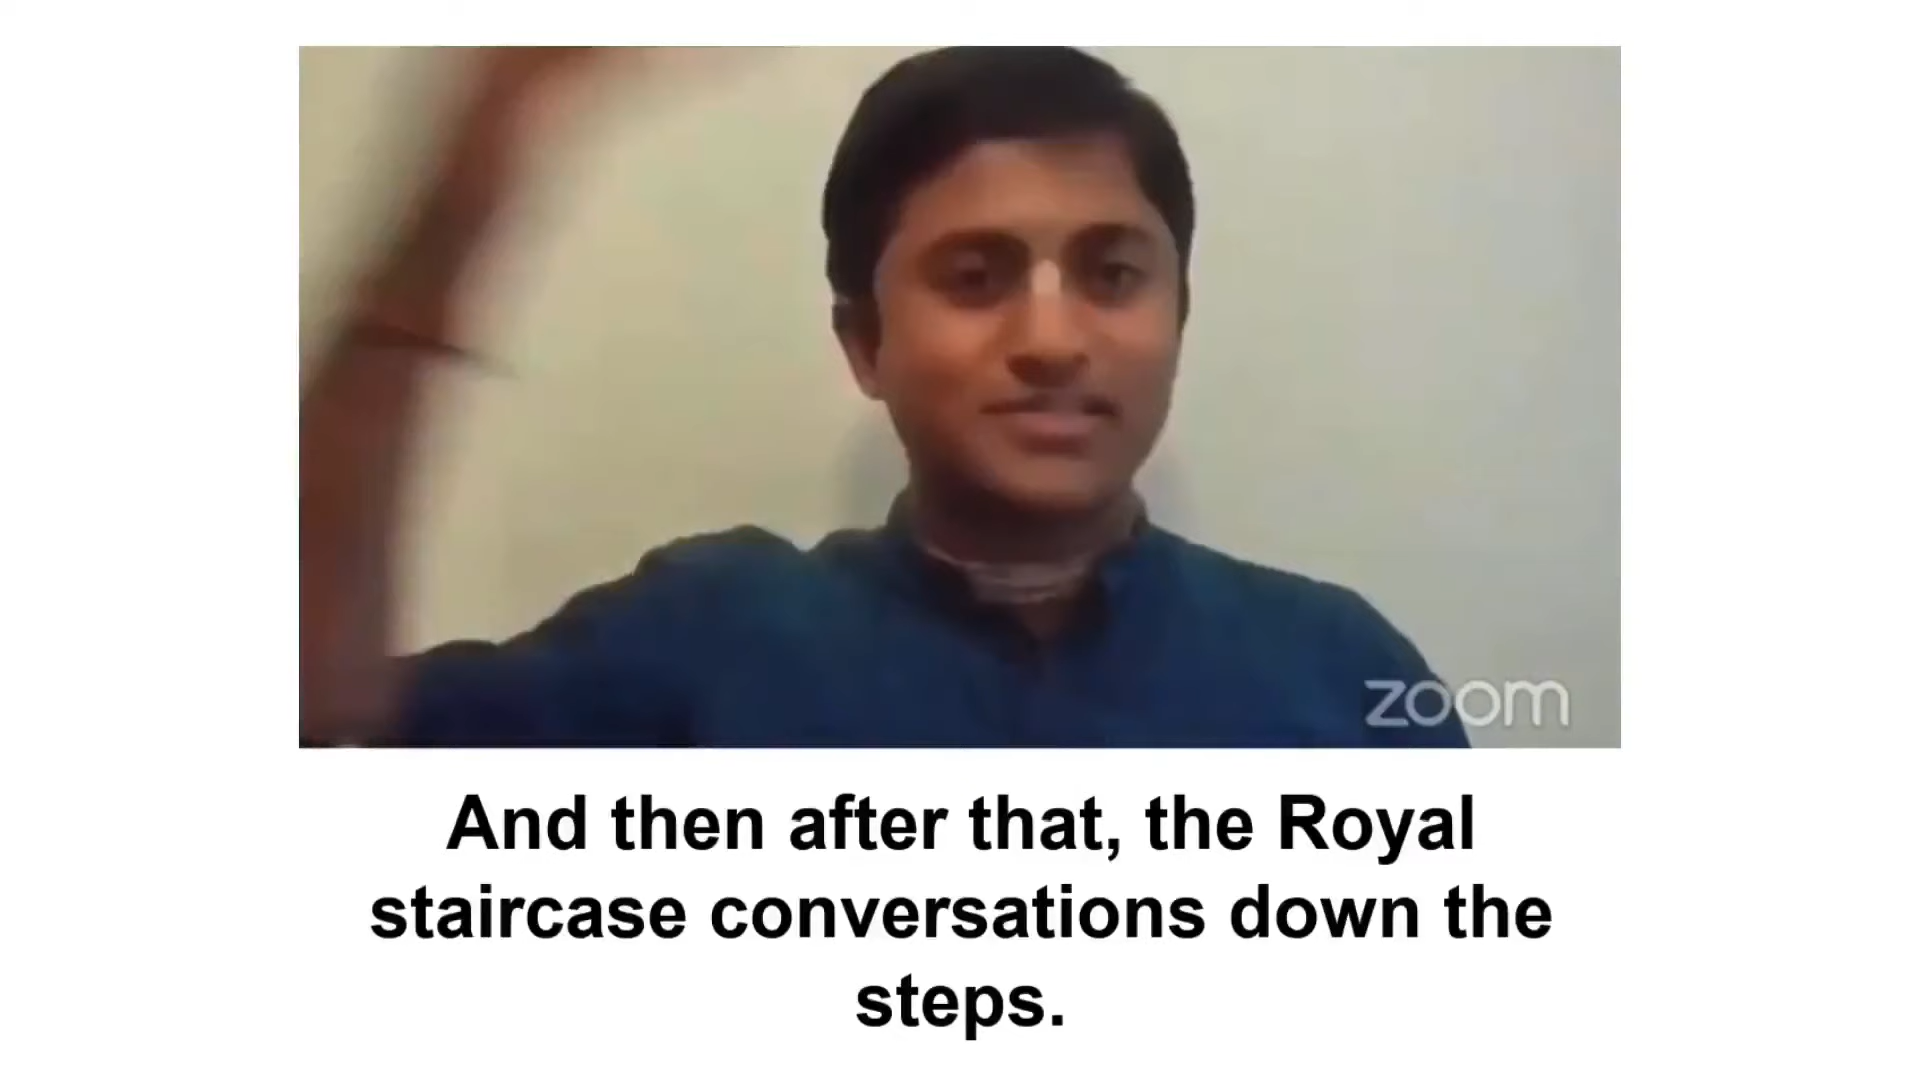 zoom
And then after that, the Royal
staircase conversations down the
steps.